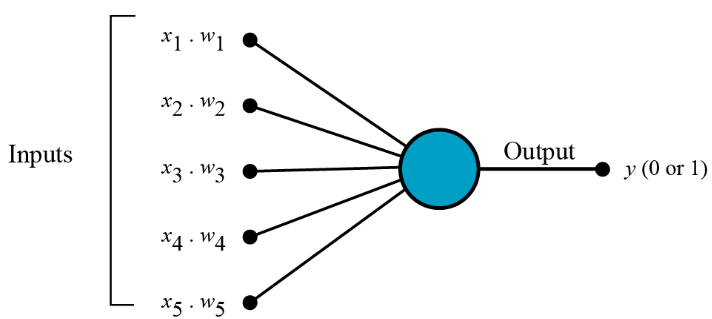 x1 . w1
x2 . w2
Inputs
x3 . w3
x4 . w4
x5 . w5
Output
y (0 or 1)